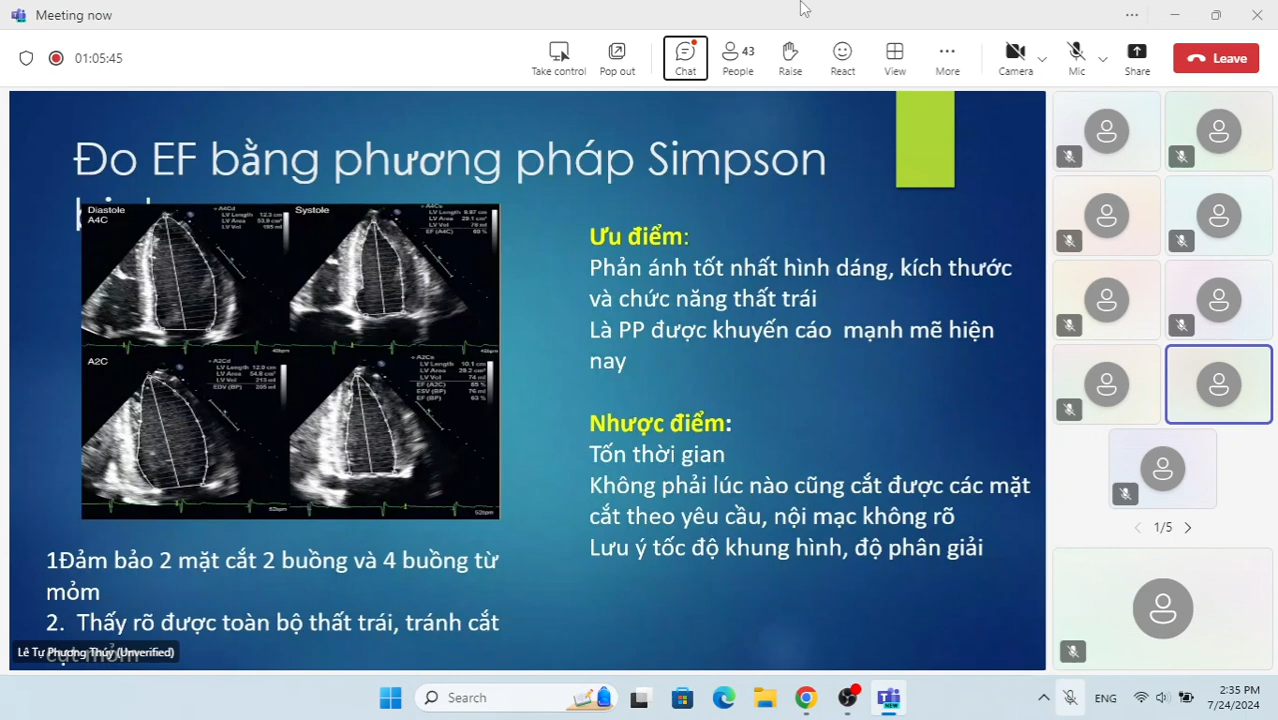 Meeting now
01:05:45
Take control
Pop out
Chat
43
People
Raise
React
View
More
Camera
Mic
Share
Leave
Đo EF bằng phương pháp Simpson
Diastole
A4C
Systole
A2C
Ưu điểm:
Phản ánh tốt nhất hình dáng, kích thước
và chức năng thất trái
Là PP được khuyến cáo mạnh mẽ hiện
nay
Nhược điểm:
Tốn thời gian
Không phải lúc nào cũng cắt được các mặt
cắt theo yêu cầu, nội mạc không rõ
Lưu ý tốc độ khung hình, độ phân giải
1Đảm bảo 2 mặt cắt 2 buồng và 4 buồng từ
mỏm
2. Thấy rõ được toàn bộ thất trái, tránh cắt
Lê Tự Phương Thúy (Unverified)
1/5
Search
NEW
ENG
2:35 PM
7/24/2024